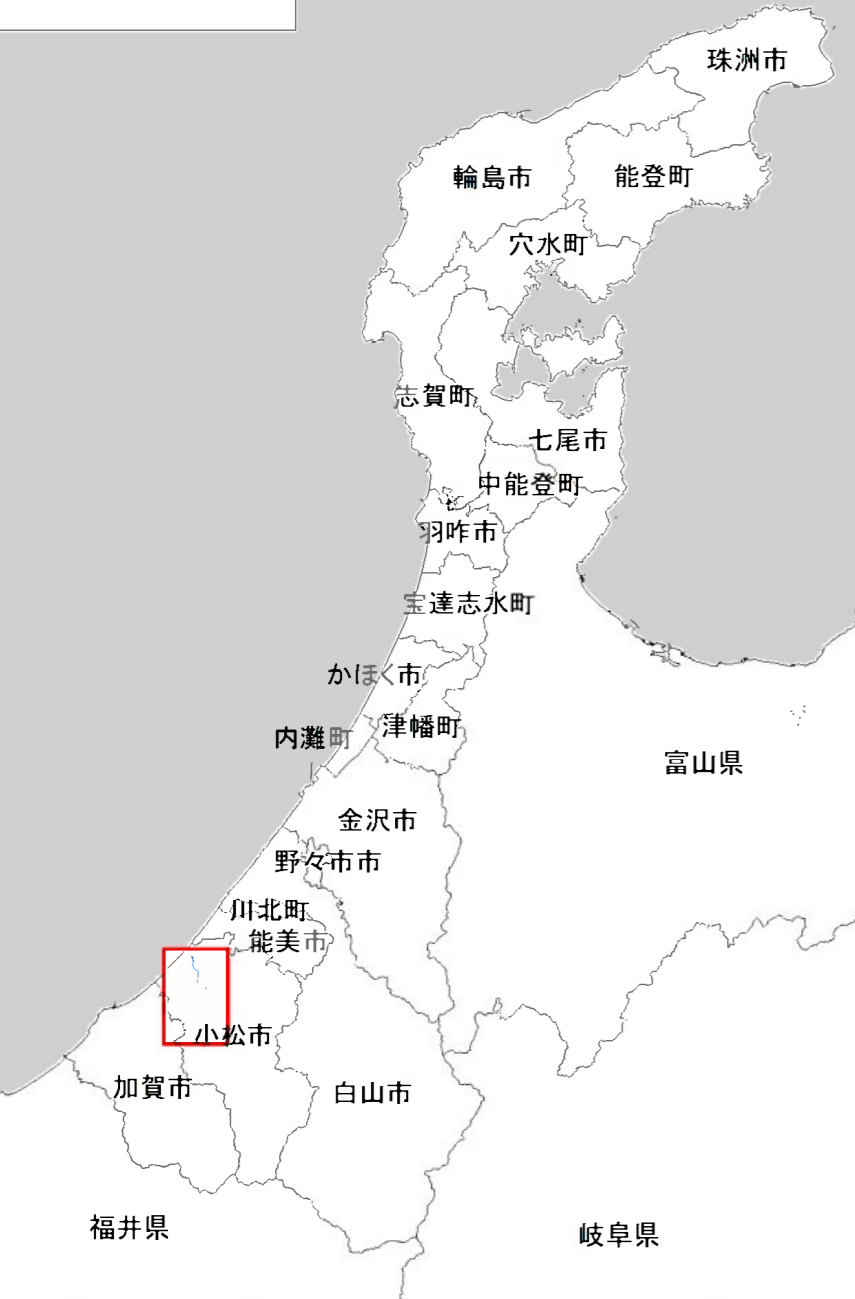 珠洲市
輪島市
能登町
穴水町
志賀町
七尾市
中能登町
羽咋市
宝達志水町
かほく市
津幡町
内灘町
富山県
金沢市
野々市市
川北町
能美市
小松市
加賀市
白山市
福井県
岐阜県